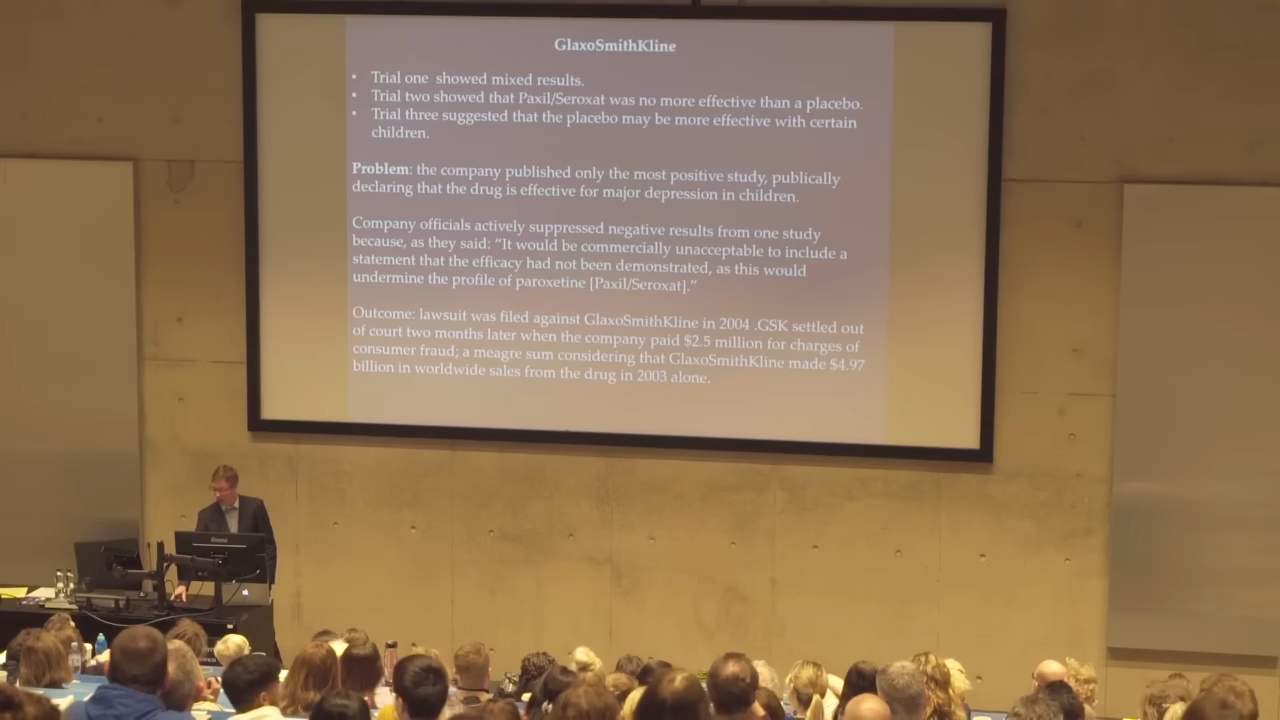 GlaxoSmithKline
• Trial one showed mixed results.
• Trial two showed that Paxil/Seroxat was no more effective than a placebo.
• Trial three suggested that the placebo may be more effective with certain
children.
Problem: the company published only the most positive study, publically
declaring that the drug is effective for major depression in children.
Company officials actively suppressed negative results from one study
because, as they said: “It would be commercially unacceptable to include a
statement that the efficacy had not been demonstrated, as this would
undermine the profile of paroxetine [Paxil/Seroxat].”
Outcome: lawsuit was filed against GlaxoSmithKline in 2004 .GSK settled out
of court two months later when the company paid $2.5 million for charges of
consumer fraud; a meagre sum considering that GlaxoSmithKline made $4.97
billion in worldwide sales from the drug in 2003 alone.